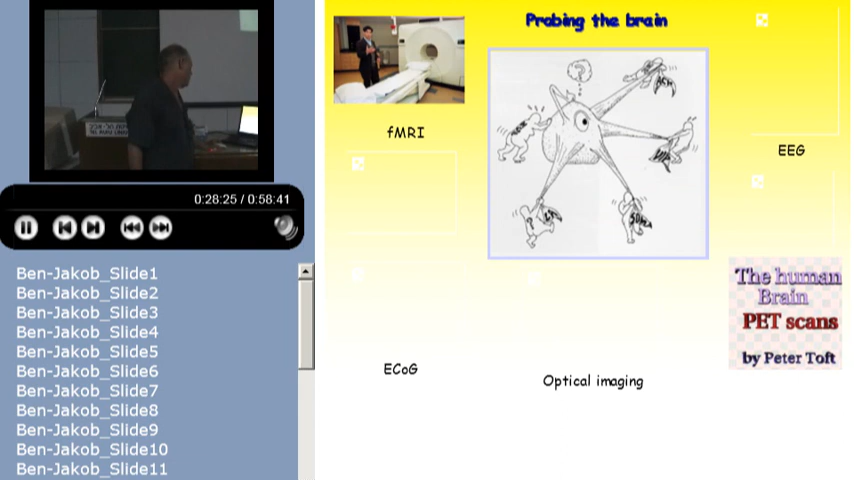 0:28:25 / 0:58:41
Ben-Jakob_Slide1
Ben-Jakob_Slide2
Ben-Jakob_Slide3
Ben-Jakob_Slide4
Ben-Jakob_Slide5
Ben-Jakob_Slide6
Ben-Jakob_Slide7
Ben-Jakob_Slide8
Ben-Jakob_Slide9
Ben-Jakob_Slide10
Ben-Jakob_Slide11
Probing the brain
fMRI
?
EEG
ECoG
Optical imaging
The human
Brain
PET scans
by Peter Toft